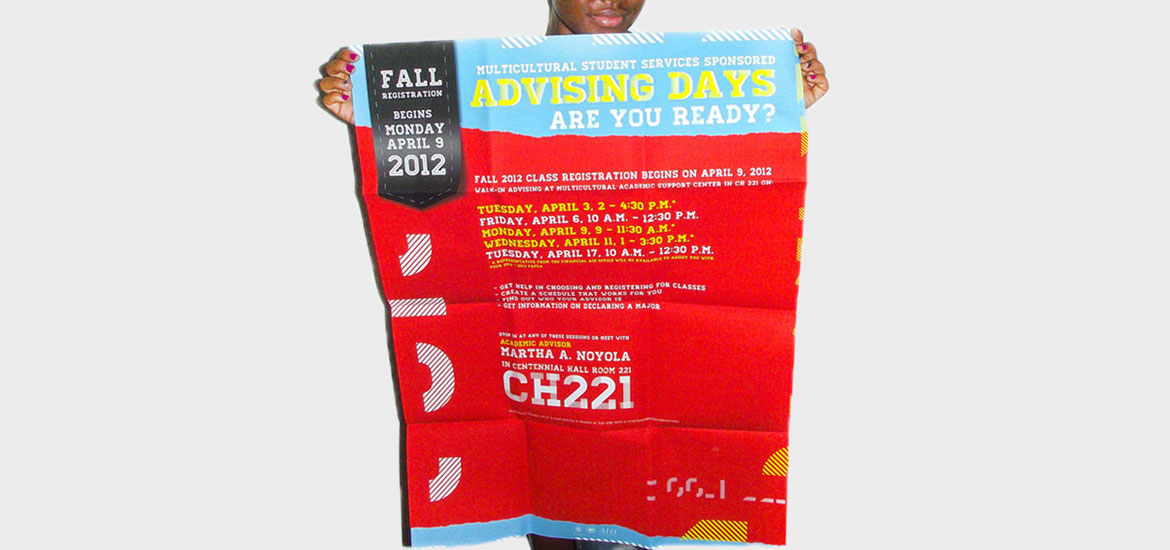 FALL
REGISTRATION
BEGINS
MONDAY
APRIL 9
2012
MULTICULTURAL STUDENT SERVICES SPONSORED
ADVISING DAYS
ARE YOU READY?
FALL 2012 CLASS REGISTRATION BEGINS ON APRIL 9, 2012
WALK-IN ADVISING AT MULTICULTURAL ACADEMIC SUPPORT CENTER IN CH 221 ON:
TUESDAY, APRIL 3, 2 - 4:30 P.M.*
FRIDAY, APRIL 6, 10 A.M. - 12:30 P.M.
MONDAY, APRIL 9, 9 - 11:30 A.M.*
WEDNESDAY, APRIL 11, 1 - 3:30 P.M.*
TUESDAY, APRIL 17, 10 A.M. - 12:30 P.M.
* A REPRESENTATIVE FROM THE FINANCIAL AID OFFICE WILL BE AVAILABLE TO ASSIST YOU WITH
YOUR 2012 - 2013 FAFSA
- GET HELP IN CHOOSING AND REGISTERING FOR CLASSES
- CREATE A SCHEDULE THAT WORKS FOR YOU
- FIND OUT WHO YOUR ADVISOR IS
- GET INFORMATION ON DECLARING A MAJOR
STOP IN AT ANY OF THESE SESSIONS OR MEET WITH
ACADEMIC ADVISOR
MARTHA A. NOYOLA
IN CENTENNIAL HALL ROOM 221
CH221